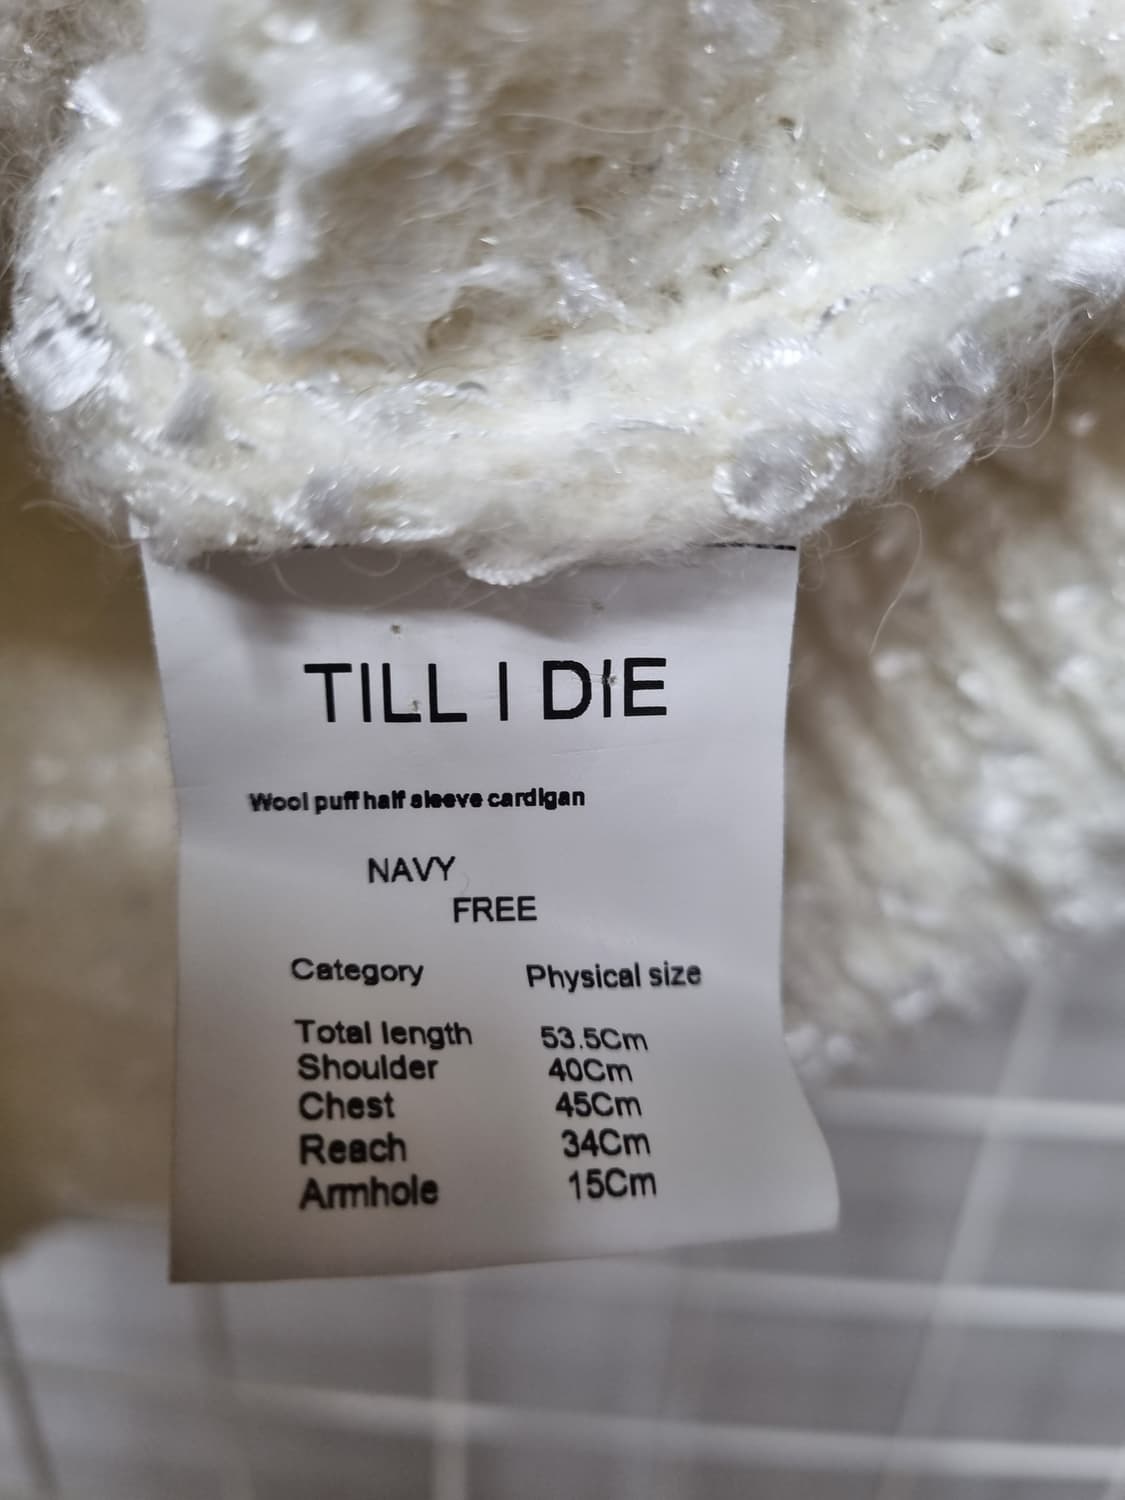 TILL I DIE
Wool puff half sleeve cardigan
NAVY
FREE
Category Physical size
Total length 53.5Cm
Shoulder 40Cm
Chest 45Cm
Reach 34Cm
Armhole 15Cm